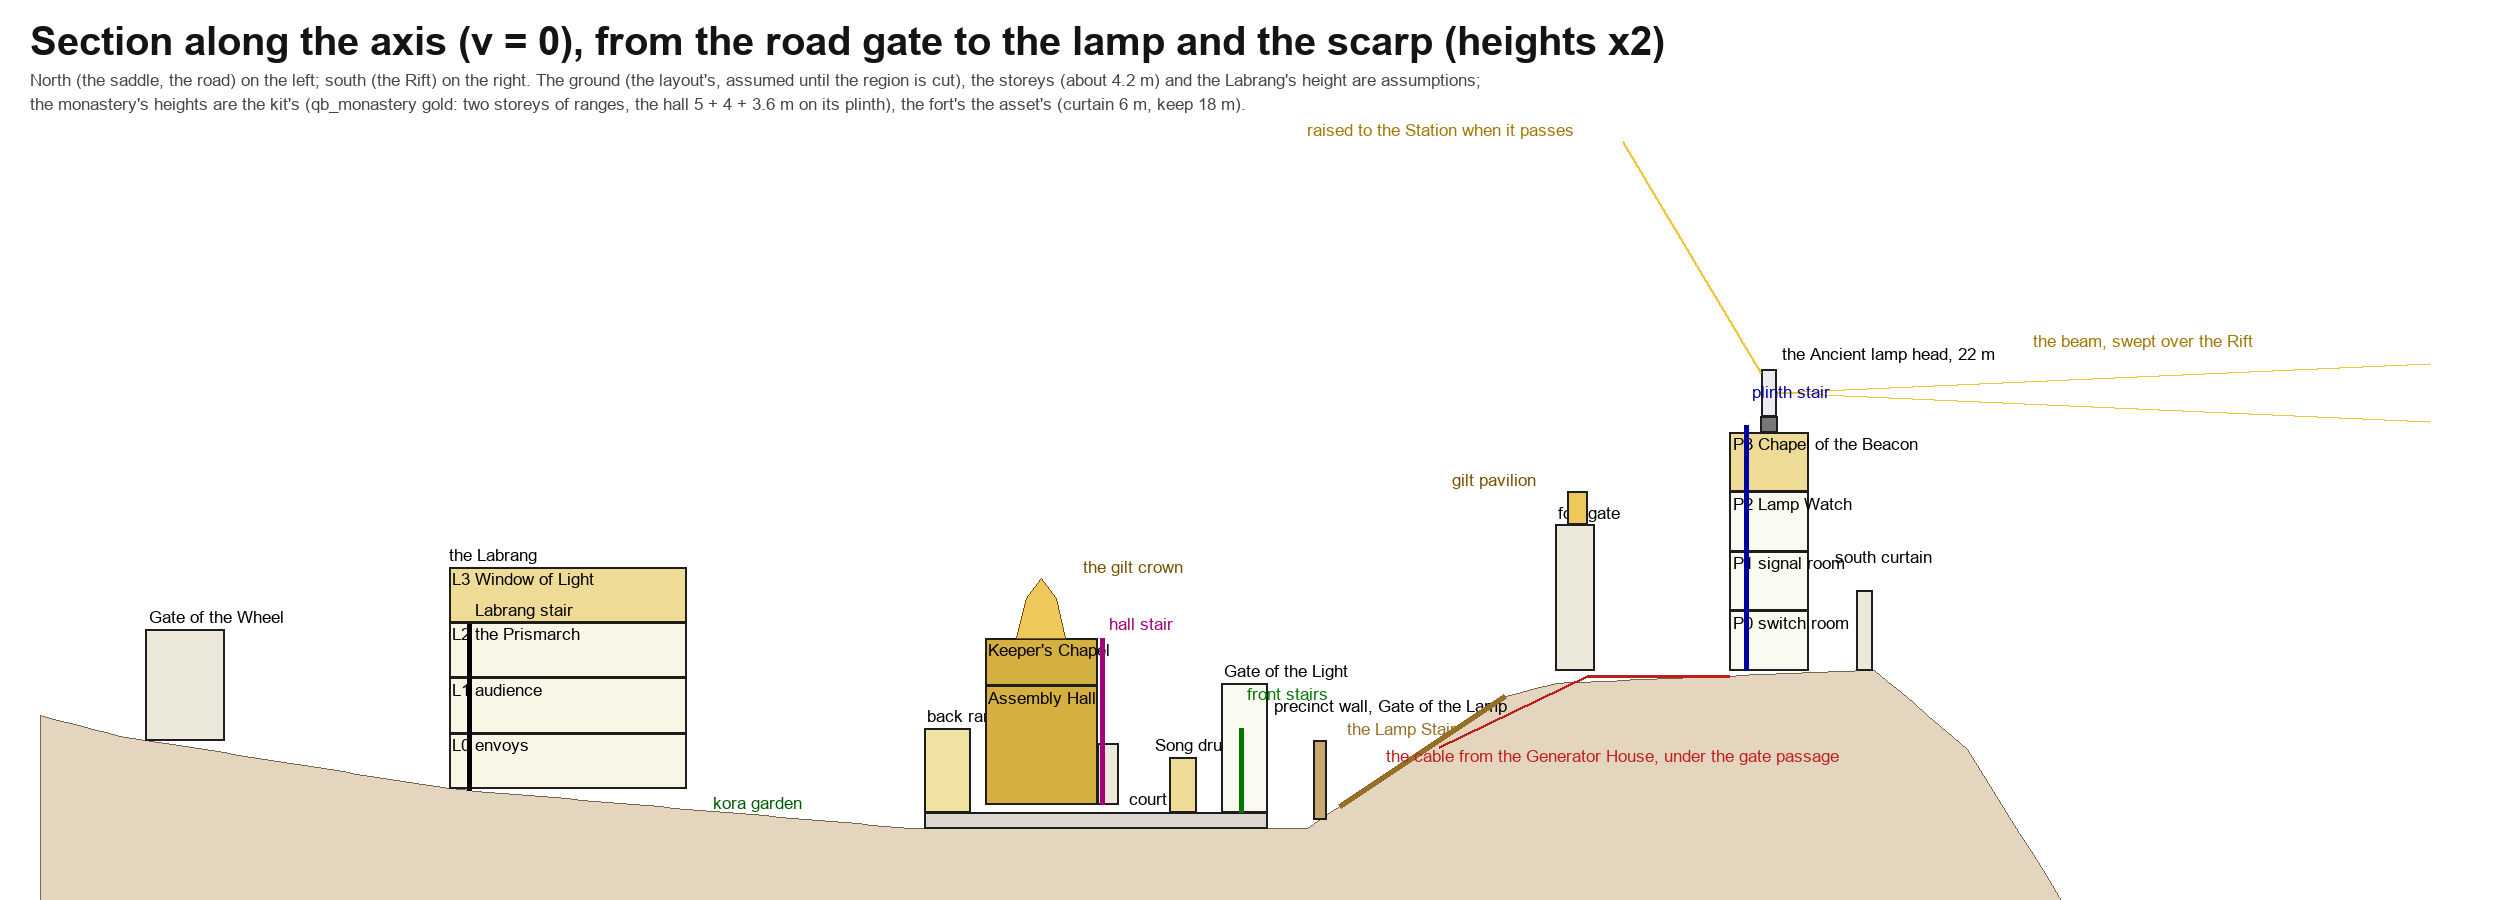 Section along the axis (v = 0), from the road gate to the lamp and the scarp (heights x2)
North (the saddle, the road) on the left; south (the Rift) on the right. The ground (the layout's, assumed until the region is cut), the storeys (about 4.2 m) and the Labrang's height are assumptions;
the monastery's heights are the kit's (qb_monastery gold: two storeys of ranges, the hall 5 + 4 + 3.6 m on its plinth), the fort's the asset's (curtain 6 m, keep 18 m).
raised to the Station when it passes
the beam, swept over the Rift
the Ancient lamp head, 22 m
plinth stair
P3 Chapel of the Beacon
gilt pavilion
P2 Lamp Watch
gate
the Labrang
south curtain
P1 signal room
the gilt crown
L3 Window of Light
Labrang stair
Gate of the Wheel
hall stair
P0 switch room
L2 the Prismarch
Keeper's Chapel
Gate of the Light
L1 audience
front stairs
Assembly Hall
precinct wall, Gate of the Lamp
back
the Lamp Stair
L0 envoys
Song
the cable from the Generator House, under the gate passage
court
kora garden